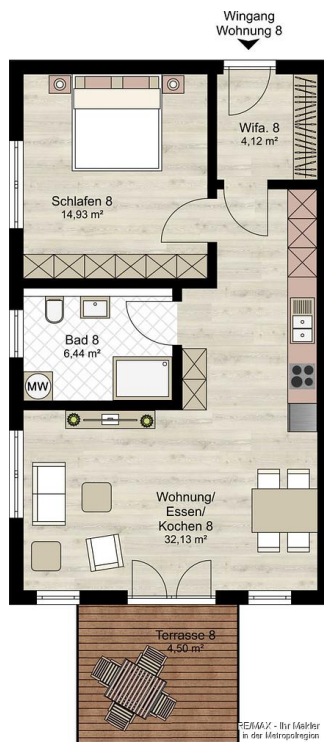 Wingang
Wohnung 8
Wifa. 8
4,12 m²
Schlafen 8
14,93 m²
Bad 8
6,44 m²
MW
Wohnung/
Essen/
Kochen 8
32,13 m²
Terrasse 8
4,50 m²
RE/MAX - Ihr Makler
in der Metropolregion